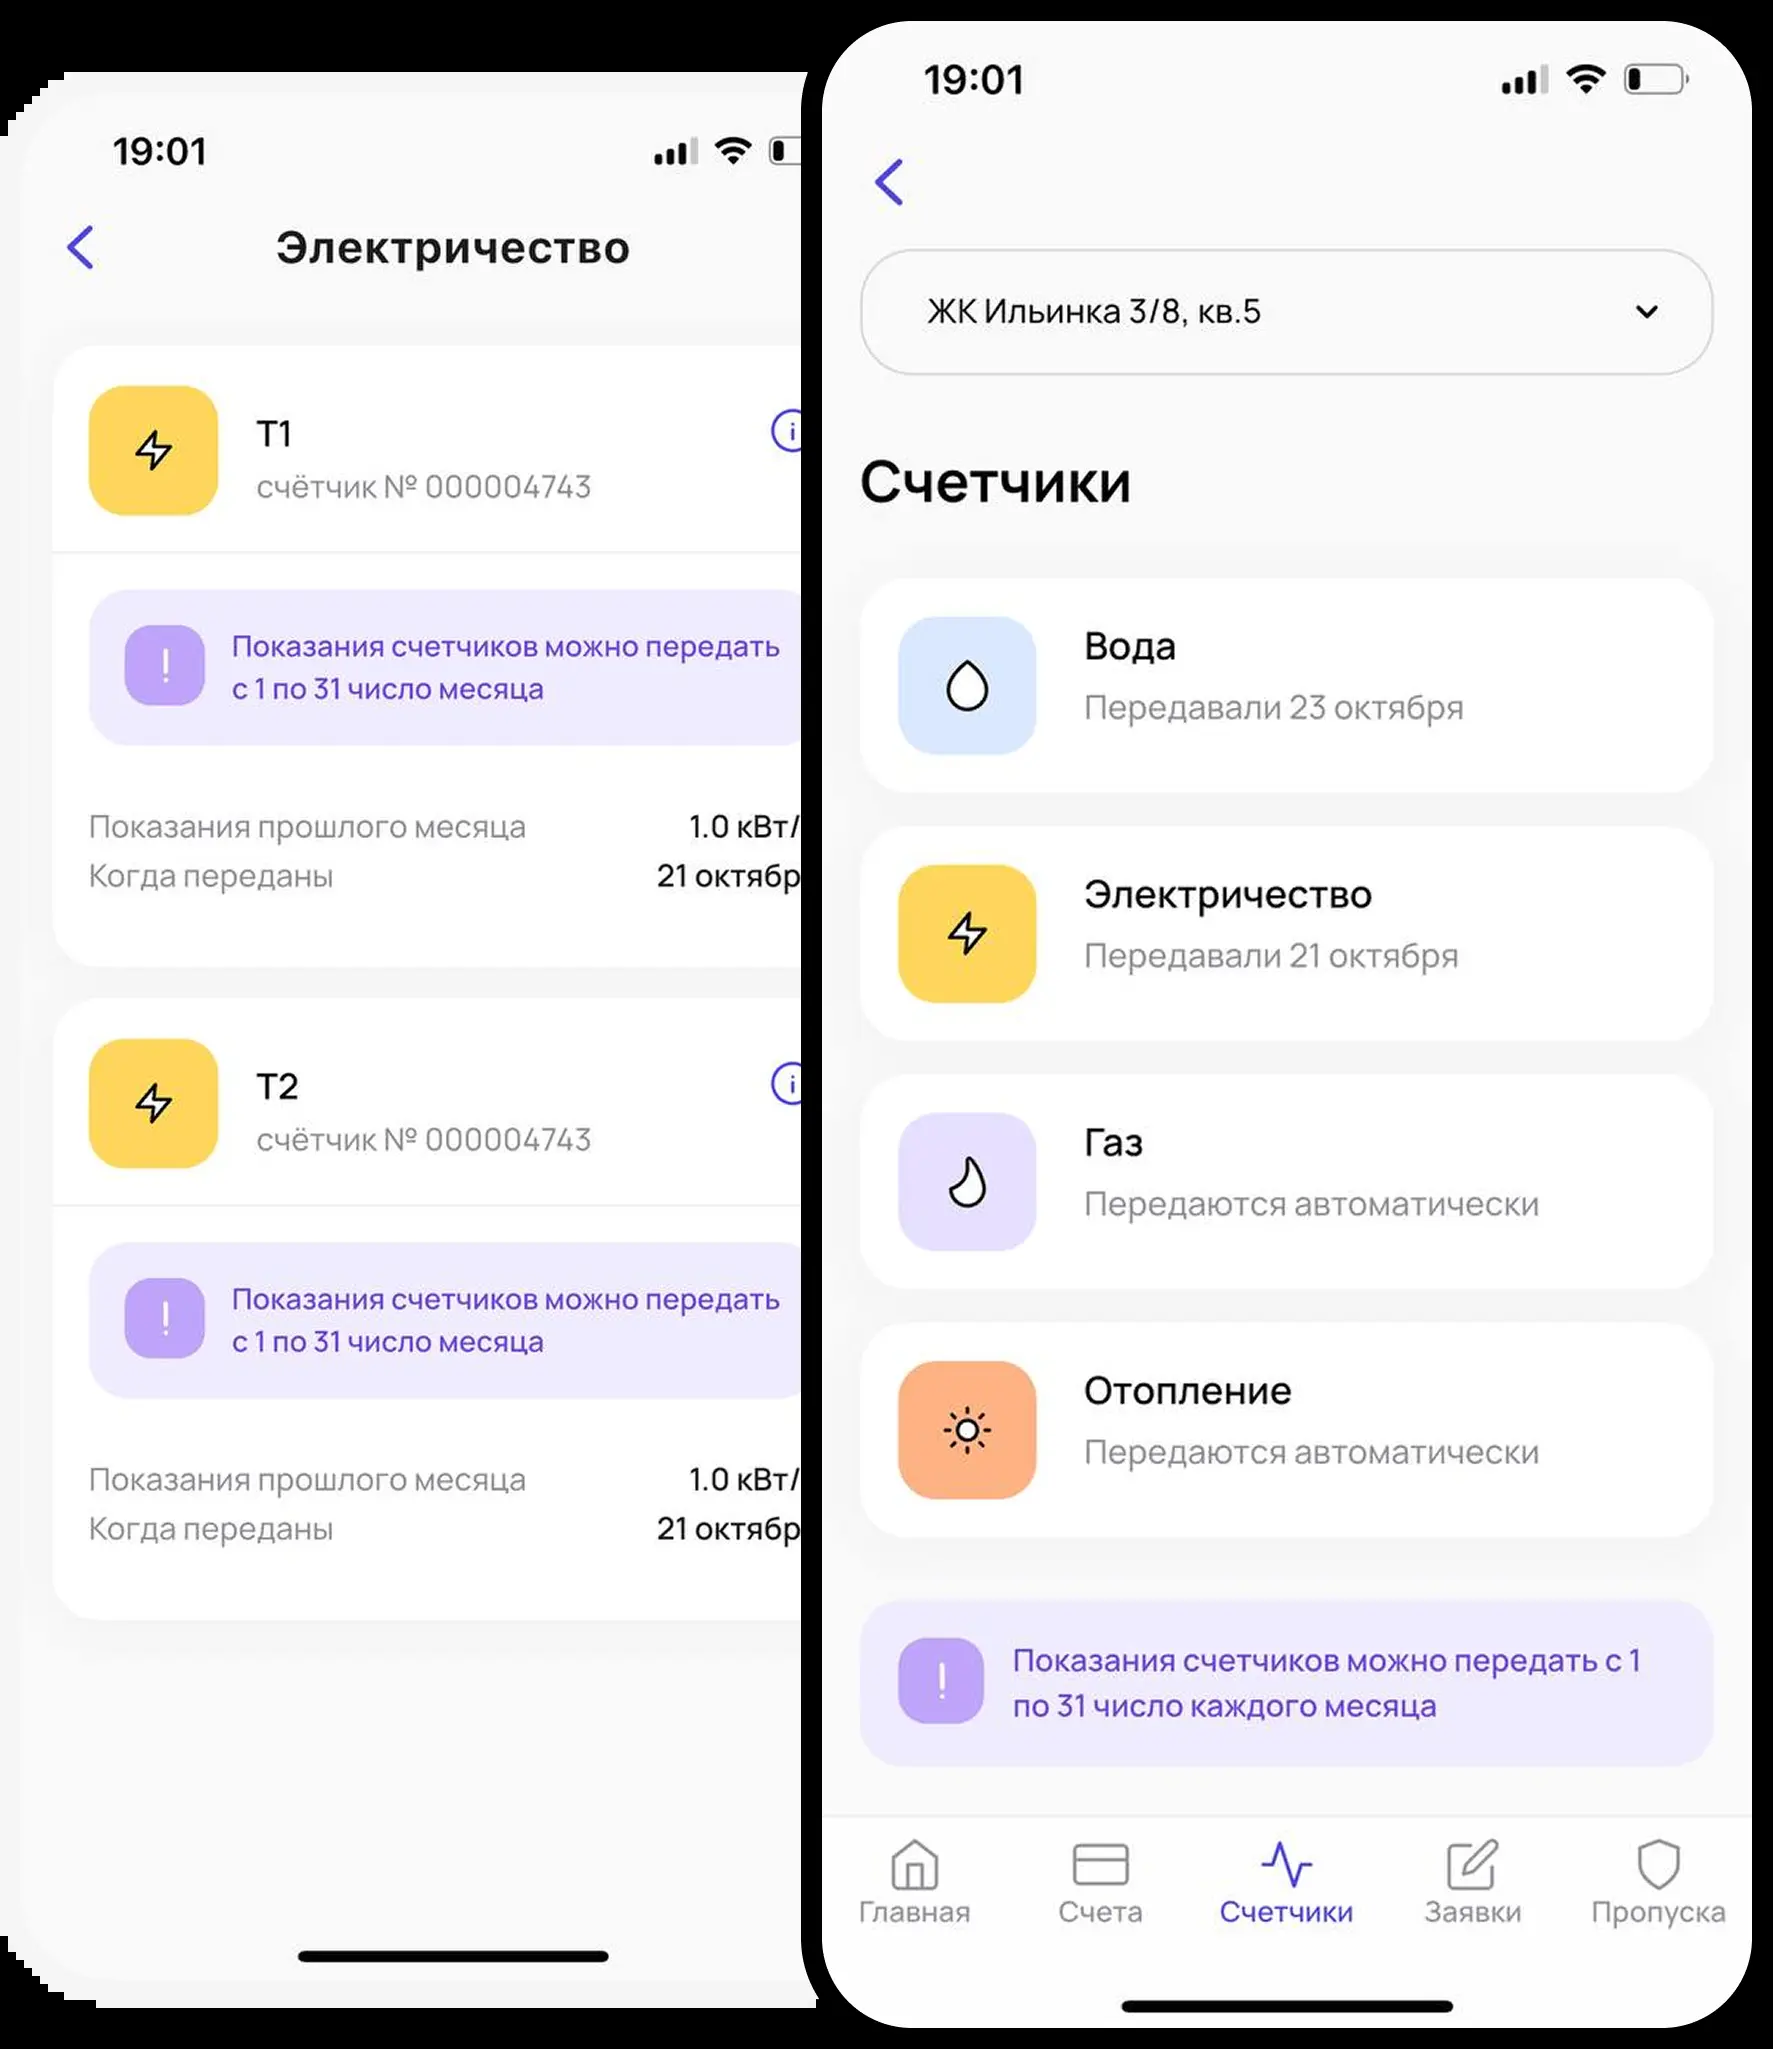 19:01
Электричество
T1
счётчик № 000004743
Показания счетчиков можно передать
с 1 по 31 число месяца
Показания прошлого месяца 1.0 кВт/
Когда переданы 21 октябр
T2
счётчик № 000004743
Показания счетчиков можно передать
с 1 по 31 число месяца
Показания прошлого месяца 1.0 кВт/
Когда переданы 21 октябр
19:01
ЖК Ильинка 3/8, кв.5
Счетчики
Вода
Передавали 23 октября
Электричество
Передавали 21 октября
Газ
Передаются автоматически
Отопление
Передаются автоматически
Показания счетчиков можно передать с 1
по 31 число каждого месяца
Главная Счета Счетчики Заявки Пропуска